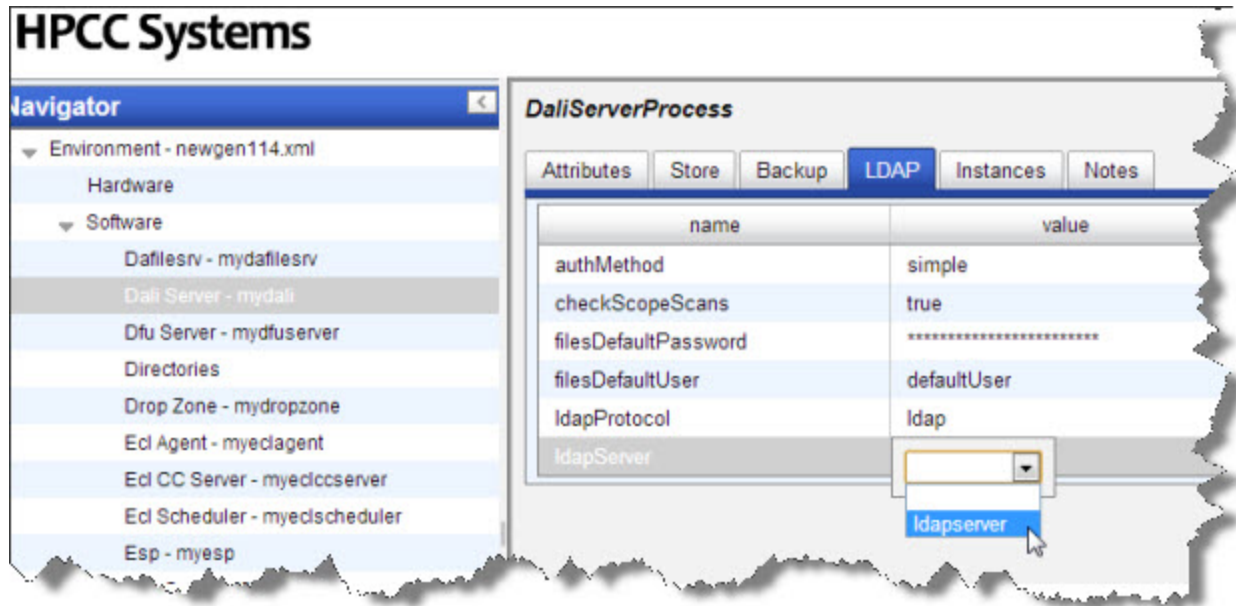 HPCC Systems
Navigator
Environment - newgen114.xml
Hardware
Software
Dafilesrv - mydafilesrv
Dali Server - mydali
Dfu Server - mydfuserver
Directories
Drop Zone - mydropzone
Ecl Agent - myeclagent
Ecl CC Server - myeclccserver
Ecl Scheduler - myeclscheduler
Esp - myesp
DaliServerProcess
Attributes Store Backup LDAP Instances Notes
name value
authMethod simple
checkScopeScans true
filesDefaultPassword ************************
filesDefaultUser defaultUser
ldapProtocol ldap
ldapServer
ldapserver